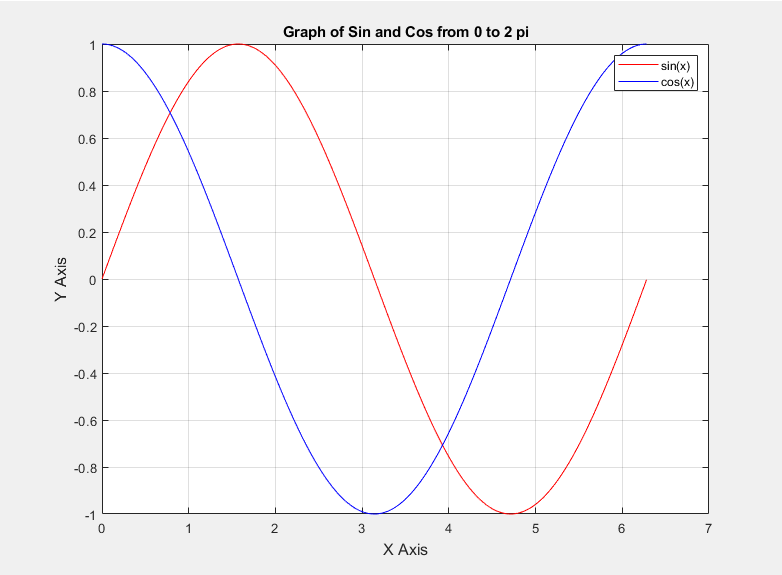 Graph of Sin and Cos from 0 to 2 pi
sin(x)
cos(x)
1
0.8
0.6
0.4
0.2
0
-0.2
-0.4
-0.6
-0.8
-1
Y Axis
0 1 2 3 4 5 6 7
X Axis